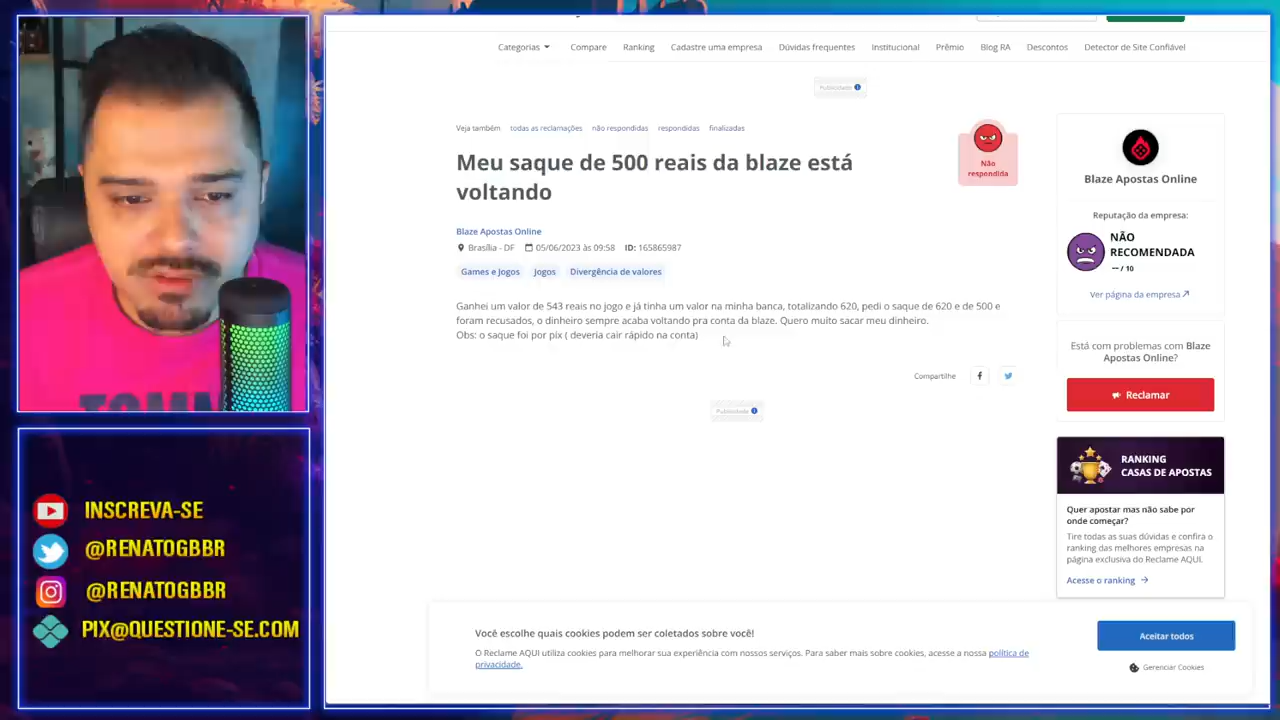 Categorias
Compare
Ranking
Cadastre uma empresa
Dúvidas frequentes
Institucional
Prêmio
Blog RA
Descontos
Detector de Site Confiável
Publicidade
Veja também todas as reclamações não respondidas respondidas finalizadas
Meu saque de 500 reais da blaze está
voltando
Não
respondida
Blaze Apostas Online
Brasília - DF 05/06/2023 às 09:58 ID: 165865987
Games e Jogos Jogos Divergência de valores
Ganhei um valor de 543 reais no jogo e já tinha um valor na minha banca, totalizando 620, pedi o saque de 620 e de 500 e
foram recusados, o dinheiro sempre acaba voltando pra conta da blaze. Quero muito sacar meu dinheiro.
Obs: o saque foi por pix ( deveria cair rápido na conta)
Compartilhe
Publicidade
Blaze Apostas Online
Reputação da empresa:
NÃO
RECOMENDADA
-- / 10
Ver página da empresa
Está com problemas com Blaze
Apostas Online?
Reclamar
RANKING
CASAS DE APOSTAS
Quer apostar mas não sabe por
onde começar?
Tire todas as suas dúvidas e confira o
ranking das melhores empresas na
página exclusiva do Reclame AQUI.
Acesse o ranking
Você escolhe quais cookies podem ser coletados sobre você!
O Reclame AQUI utiliza cookies para melhorar sua experiência com nossos serviços. Para saber mais sobre cookies, acesse a nossa política de
privacidade.
Aceitar todos
Gerenciar Cookies
INSCREVA-SE
@RENATOGBBR
@RENATOGBBR
PIX@QUESTIONE-SE.COM